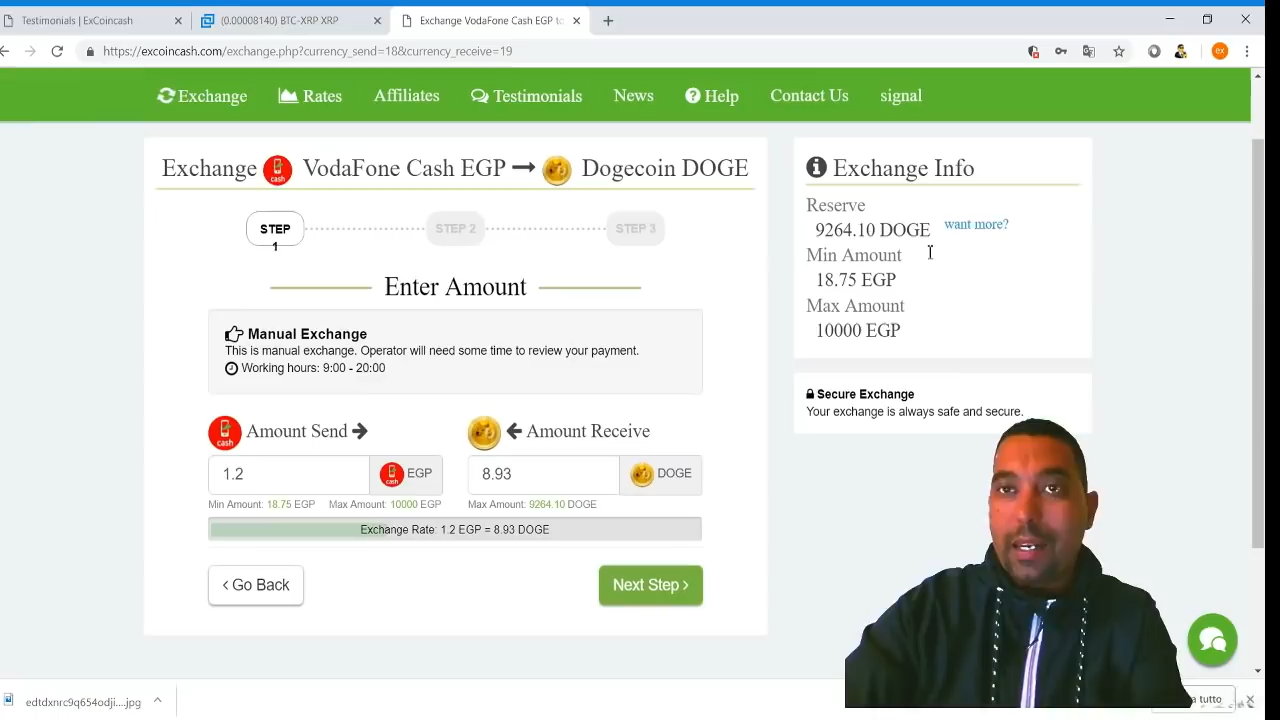 Testimonials | ExCoincash
(0.00008140) BTC-XRP XRP
Exchange VodaFone Cash EGP to
https://excoincash.com/exchange.php?currency_send=18&currency_receive=19
ex
Exchange Rates Affiliates Testimonials News Help Contact Us signal
Exchange VodaFone Cash EGP Dogecoin DOGE
cash
STEP 1
STEP 2
STEP 3
Enter Amount
Manual Exchange
This is manual exchange. Operator will need some time to review your payment.
Working hours: 9:00 - 20:00
cash
Amount Send
Amount Receive
1.2
cash
EGP
8.93
DOGE
Min Amount: 18.75 EGP Max Amount: 10000 EGP
Max Amount: 9264.10 DOGE
Exchange Rate: 1.2 EGP = 8.93 DOGE
< Go Back
Next Step >
Exchange Info
Reserve
9264.10 DOGE want more?
Min Amount
18.75 EGP
Max Amount
10000 EGP
Secure Exchange
Your exchange is always safe and secure.
edtdxnrc9q654odji....jpg
a tutto